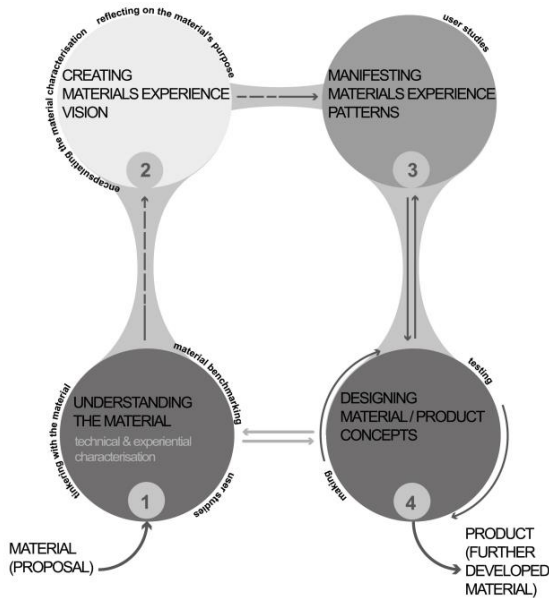 reflecting on the material's purpose
encapsulating the material characterisation
CREATING
MATERIALS EXPERIENCE
VISION
2
user studies
MANIFESTING
MATERIALS EXPERIENCE
PATTERNS
3
tinkering with the material
material benchmarking
user studies
UNDERSTANDING
THE MATERIAL
technical & experiential
characterisation
1
making
testing
DESIGNING
MATERIAL / PRODUCT
CONCEPTS
4
MATERIAL
(PROPOSAL)
PRODUCT
(FURTHER
DEVELOPED
MATERIAL)